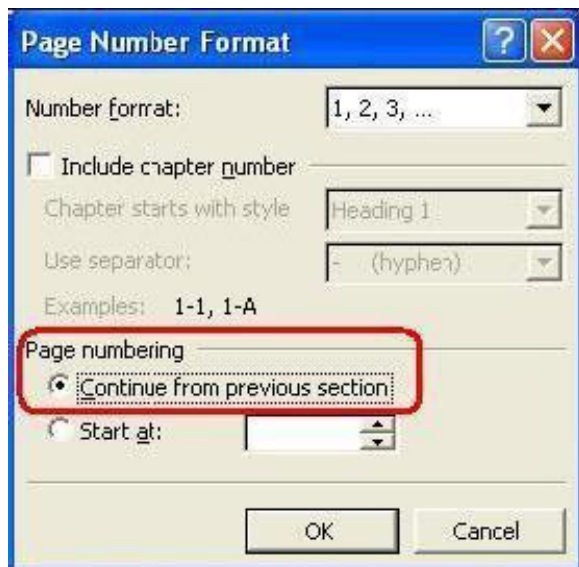 Page Number Format
Number format: 1, 2, 3, ...
Include chapter number
Chapter starts with style Heading 1
Use separator: - (hyphen)
Examples: 1-1, 1-A
Page numbering
Continue from previous section
Start at:
OK Cancel